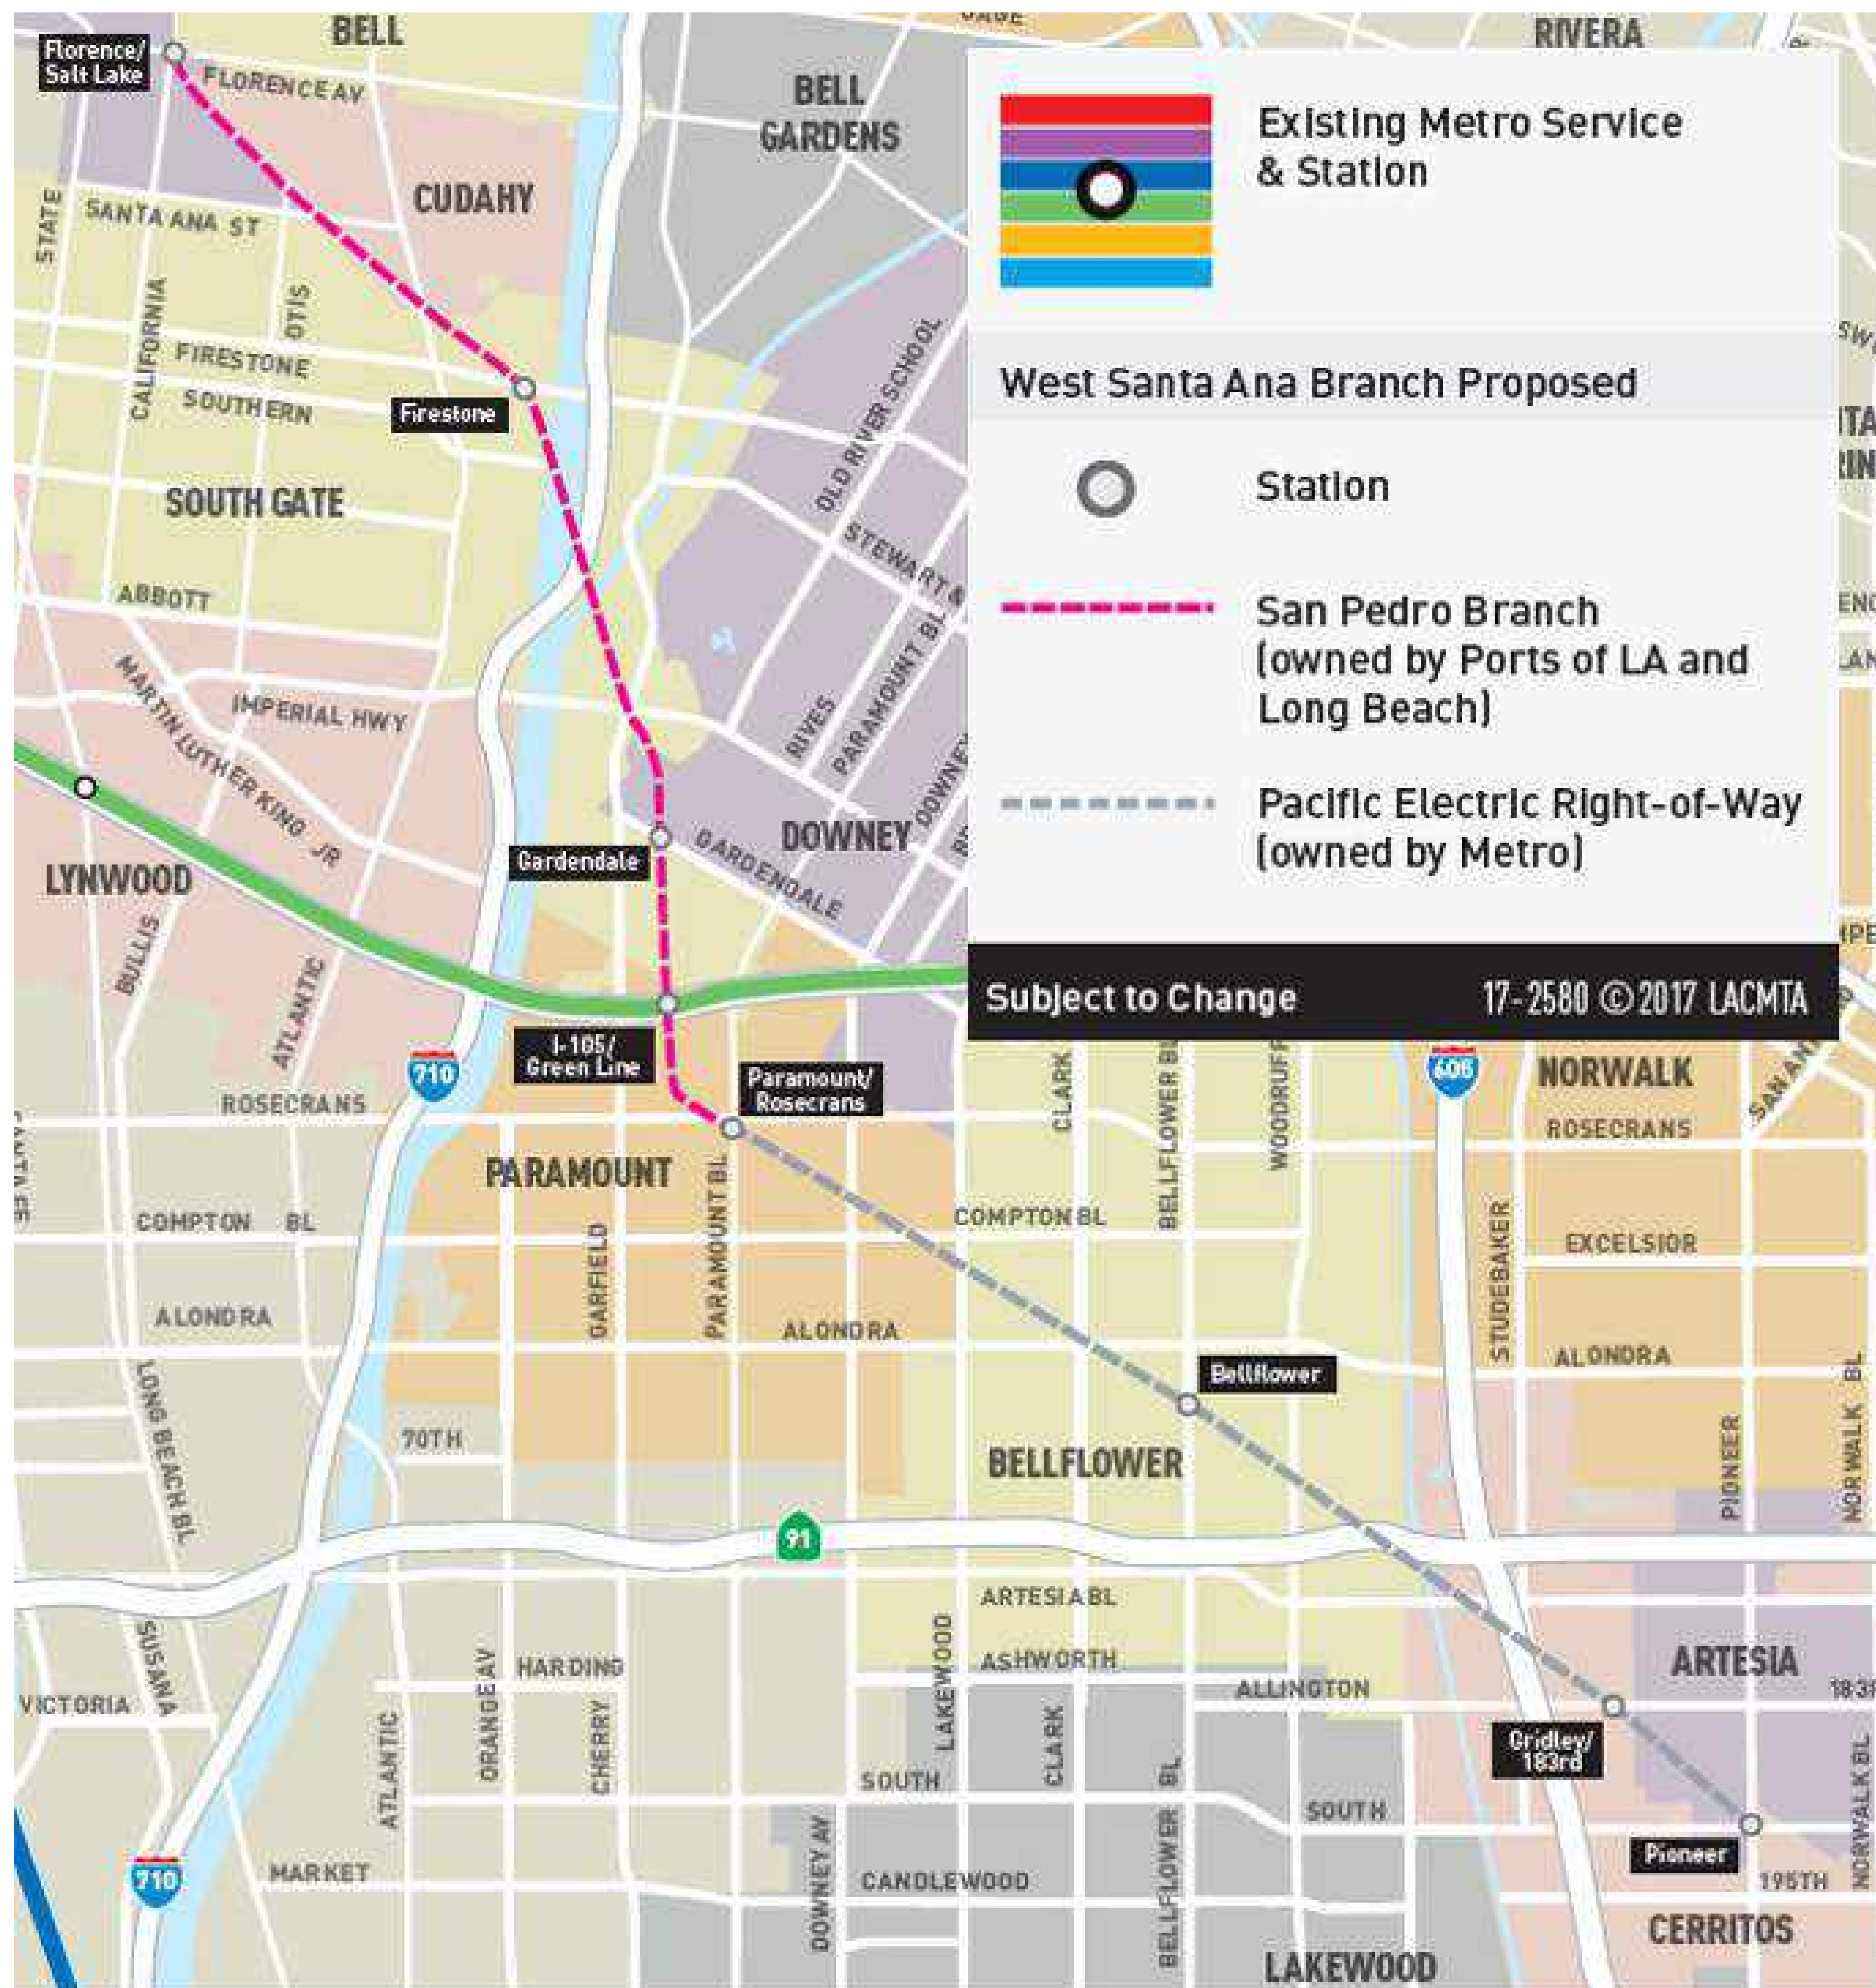 BELL
RIVERA
Florence/
Salt Lake
FLORENCE AV
BELL
GARDENS
CUDAHY
STATE
SANTA ANA ST
CALIFORNIA
OTIS
FIRESTONE
SOUTHERN
Firestone
OLD RIVER SCHOOL
SOUTH GATE
STEWART &
ABBOTT
PARAMOUNT BL
MARTIN LUTHER KING JR
IMPERIAL HWY
RIVES
DOWNEY
LYNWOOD
Gardendale
GARDENDALE
DOWNEY
BULLIS
ATLANTIC
I-105/
Green Line
Paramount/
Rosecrans
710
ROSECRANS
Existing Metro Service
& Station
West Santa Ana Branch Proposed
Station
San Pedro Branch
(owned by Ports of LA and
Long Beach)
Pacific Electric Right-of-Way
(owned by Metro)
Subject to Change
17-2580 ©2017 LACMTA
CLARK
BELLFLOWER BL
WOODRUFF
605
NORWALK
SAN AN
ROSECRANS
PARAMOUNT
COMPTON BL
GARFIELD
PARAMOUNT BL
COMPTON BL
STUDEBAKER
EXCELSIOR
ALONDRA
ALONDRA
ALONDRA
LONG BEACH BL
70TH
Bellflower
BELLFLOWER
PIONEER
NORWALK BL
91
ARTESIA BL
SUSANA
VICTORIA
ATLANTIC
ORANGE AV
HARDING
CHERRY
LAKEWOOD
ASHWORTH
CLARK
ALLINGTON
ARTESIA
183R
Gridley/
183rd
SOUTH
BELLFLOWER BL
SOUTH
Pioneer
NORWALK BL
710
MARKET
DOWNEY AV
CANDLEWOOD
195TH
CERRITOS
LAKEWOOD